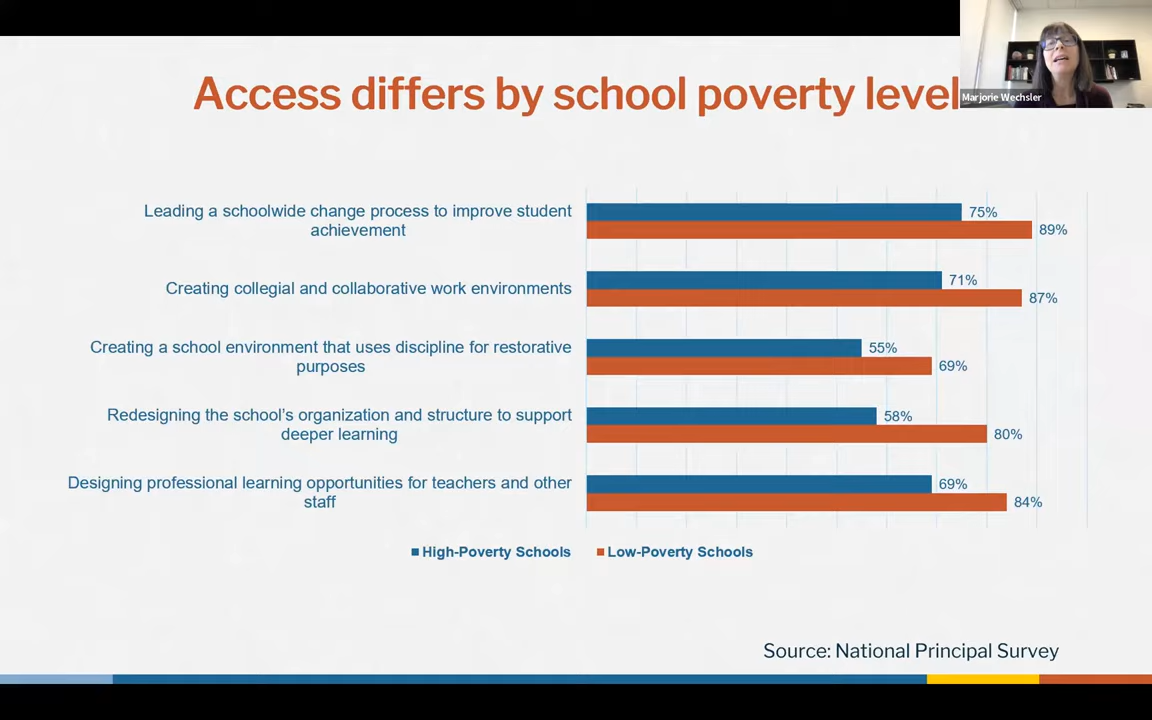 Access differs by school poverty level
Marjorie Wechsler
Leading a schoolwide change process to improve student
achievement
75%
89%
Creating collegial and collaborative work environments
71%
87%
Creating a school environment that uses discipline for restorative
purposes
55%
69%
Redesigning the school's organization and structure to support
deeper learning
58%
80%
Designing professional learning opportunities for teachers and other
staff
69%
84%
High-Poverty Schools
Low-Poverty Schools
Source: National Principal Survey